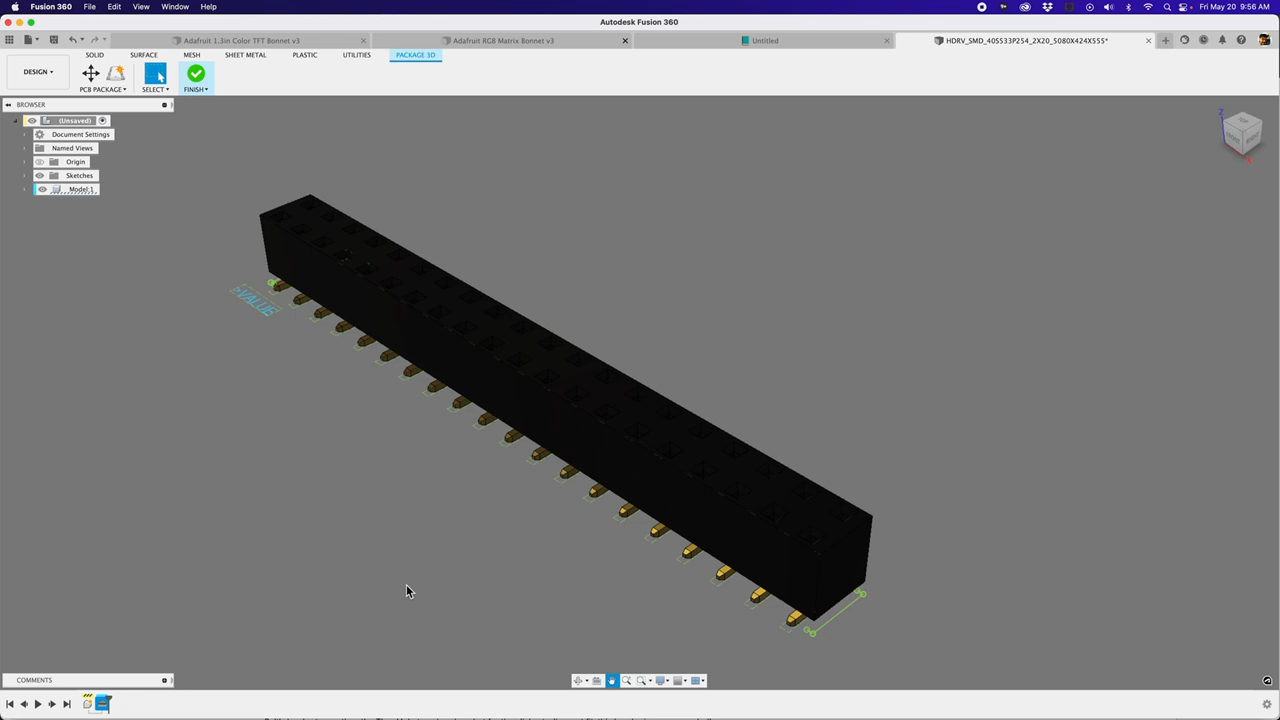 Fusion 360 File Edit View Window Help
Fri May 20 9:56 AM
Autodesk Fusion 360
Adafruit 1.3in Color TFT Bonnet v3
Adafruit RGB Matrix Bonnet v3
Untitled
HDRV_SMD_40SS33P254_2X20_5080X424X555*
SOLID SURFACE MESH SHEET METAL PLASTIC UTILITIES PACKAGE 3D
DESIGN
PCB PACKAGE SELECT FINISH
BROWSER
(Unsaved)
Document Settings
Named Views
Origin
Sketches
Model:1
>VALUE
COMMENTS